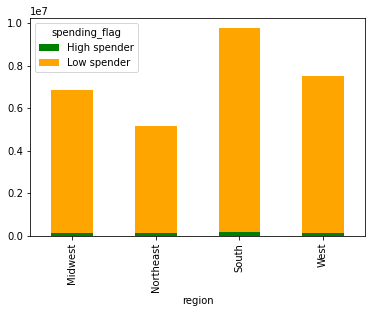 1e7
spending_flag
High spender
Low spender
1.0
0.8
0.6
0.4
0.2
0.0
Midwest
Northeast
South
West
region